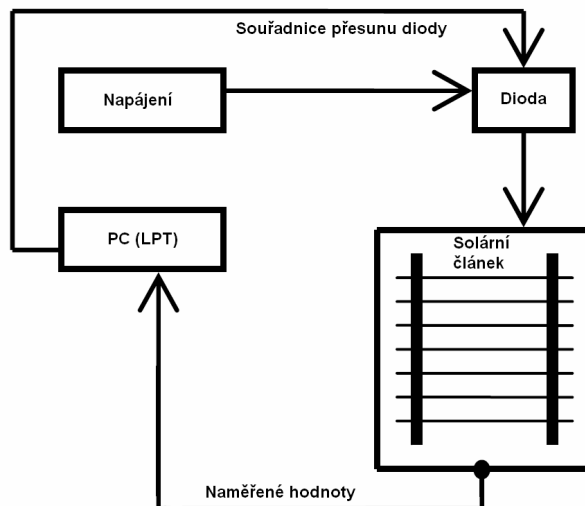 Souřadnice přesunu diody
Napájení
Dioda
PC (LPT)
Solární
článek
Naměřené hodnoty